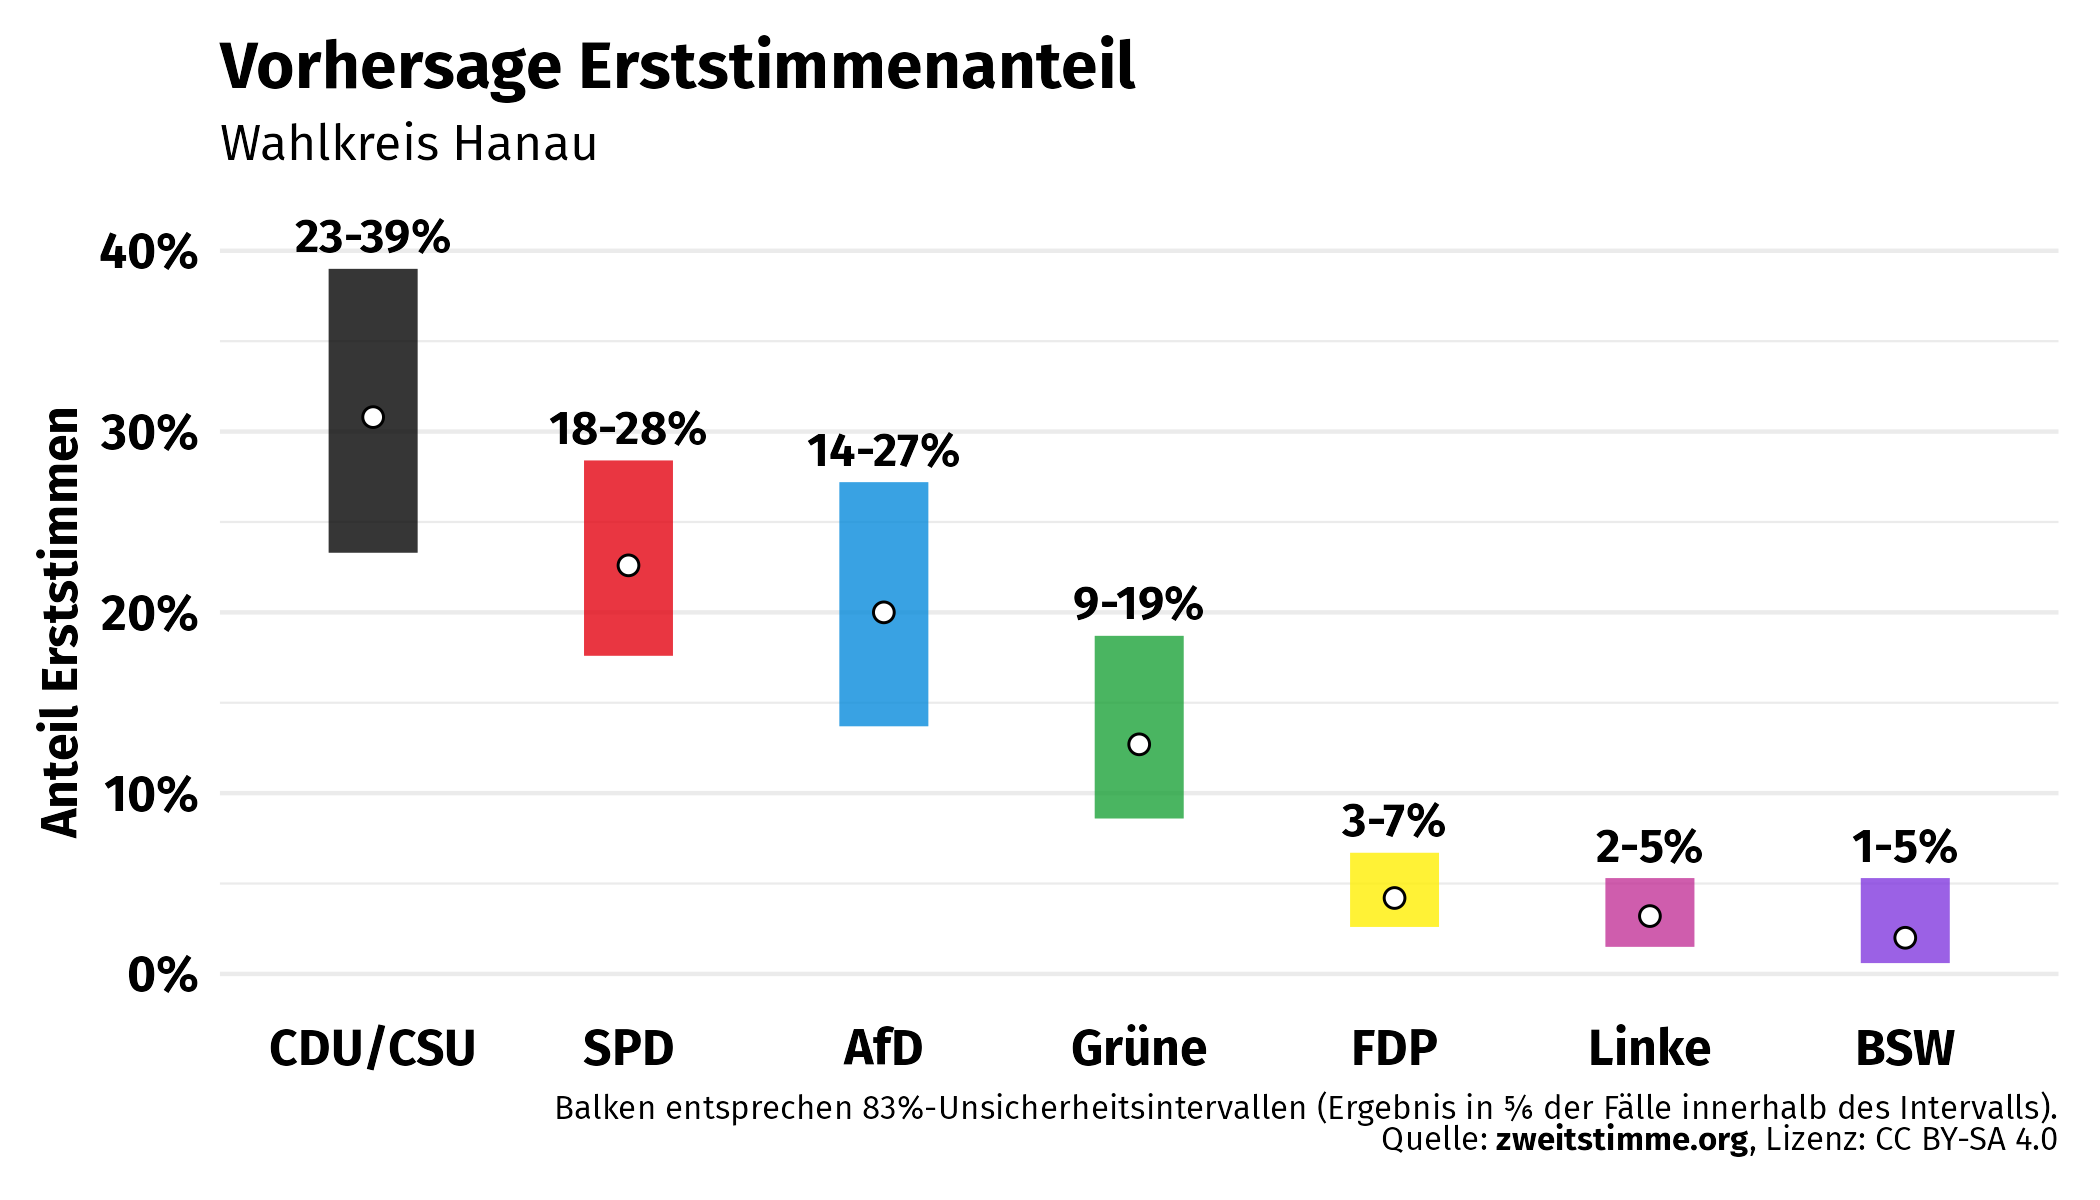 Vorhersage Erststimmenanteil
Wahlkreis Hanau
Anteil Erststimmen
40%
30%
20%
10%
0%
23-39%
18-28%
14-27%
9-19%
3-7%
2-5%
1-5%
CDU/CSU
SPD
AfD
Grüne
FDP
Linke
BSW
Balken entsprechen 83%-Unsicherheitsintervallen (Ergebnis in ⅚ der Fälle innerhalb des Intervalls).
Quelle: zweitstimme.org, Lizenz: CC BY-SA 4.0